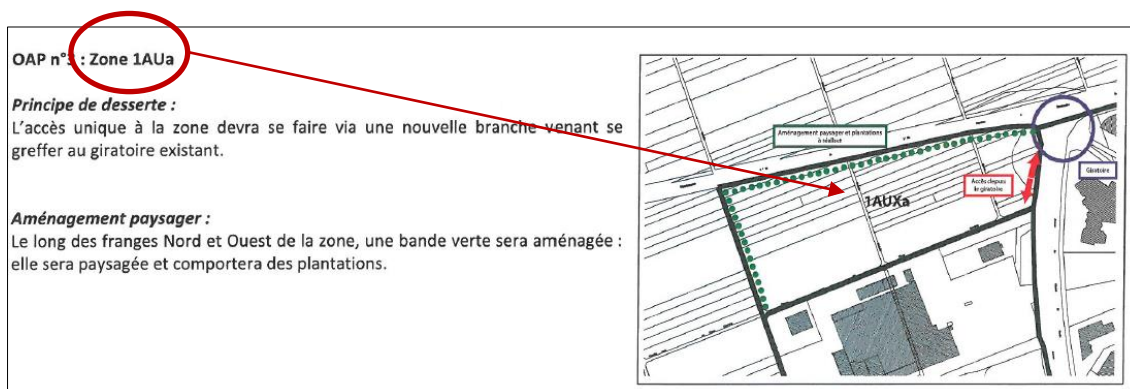 OAP n°3 : Zone 1AUa
Principe de desserte :
L'accès unique à la zone devra se faire via une nouvelle branche venant se
greffer au giratoire existant.
Aménagement paysager :
Le long des franges Nord et Ouest de la zone, une bande verte sera aménagée :
elle sera paysagée et comportera des plantations.
Aménagement paysager et plantations
à réaliser
Giratoire
Accès depuis
le giratoire
1AUXa